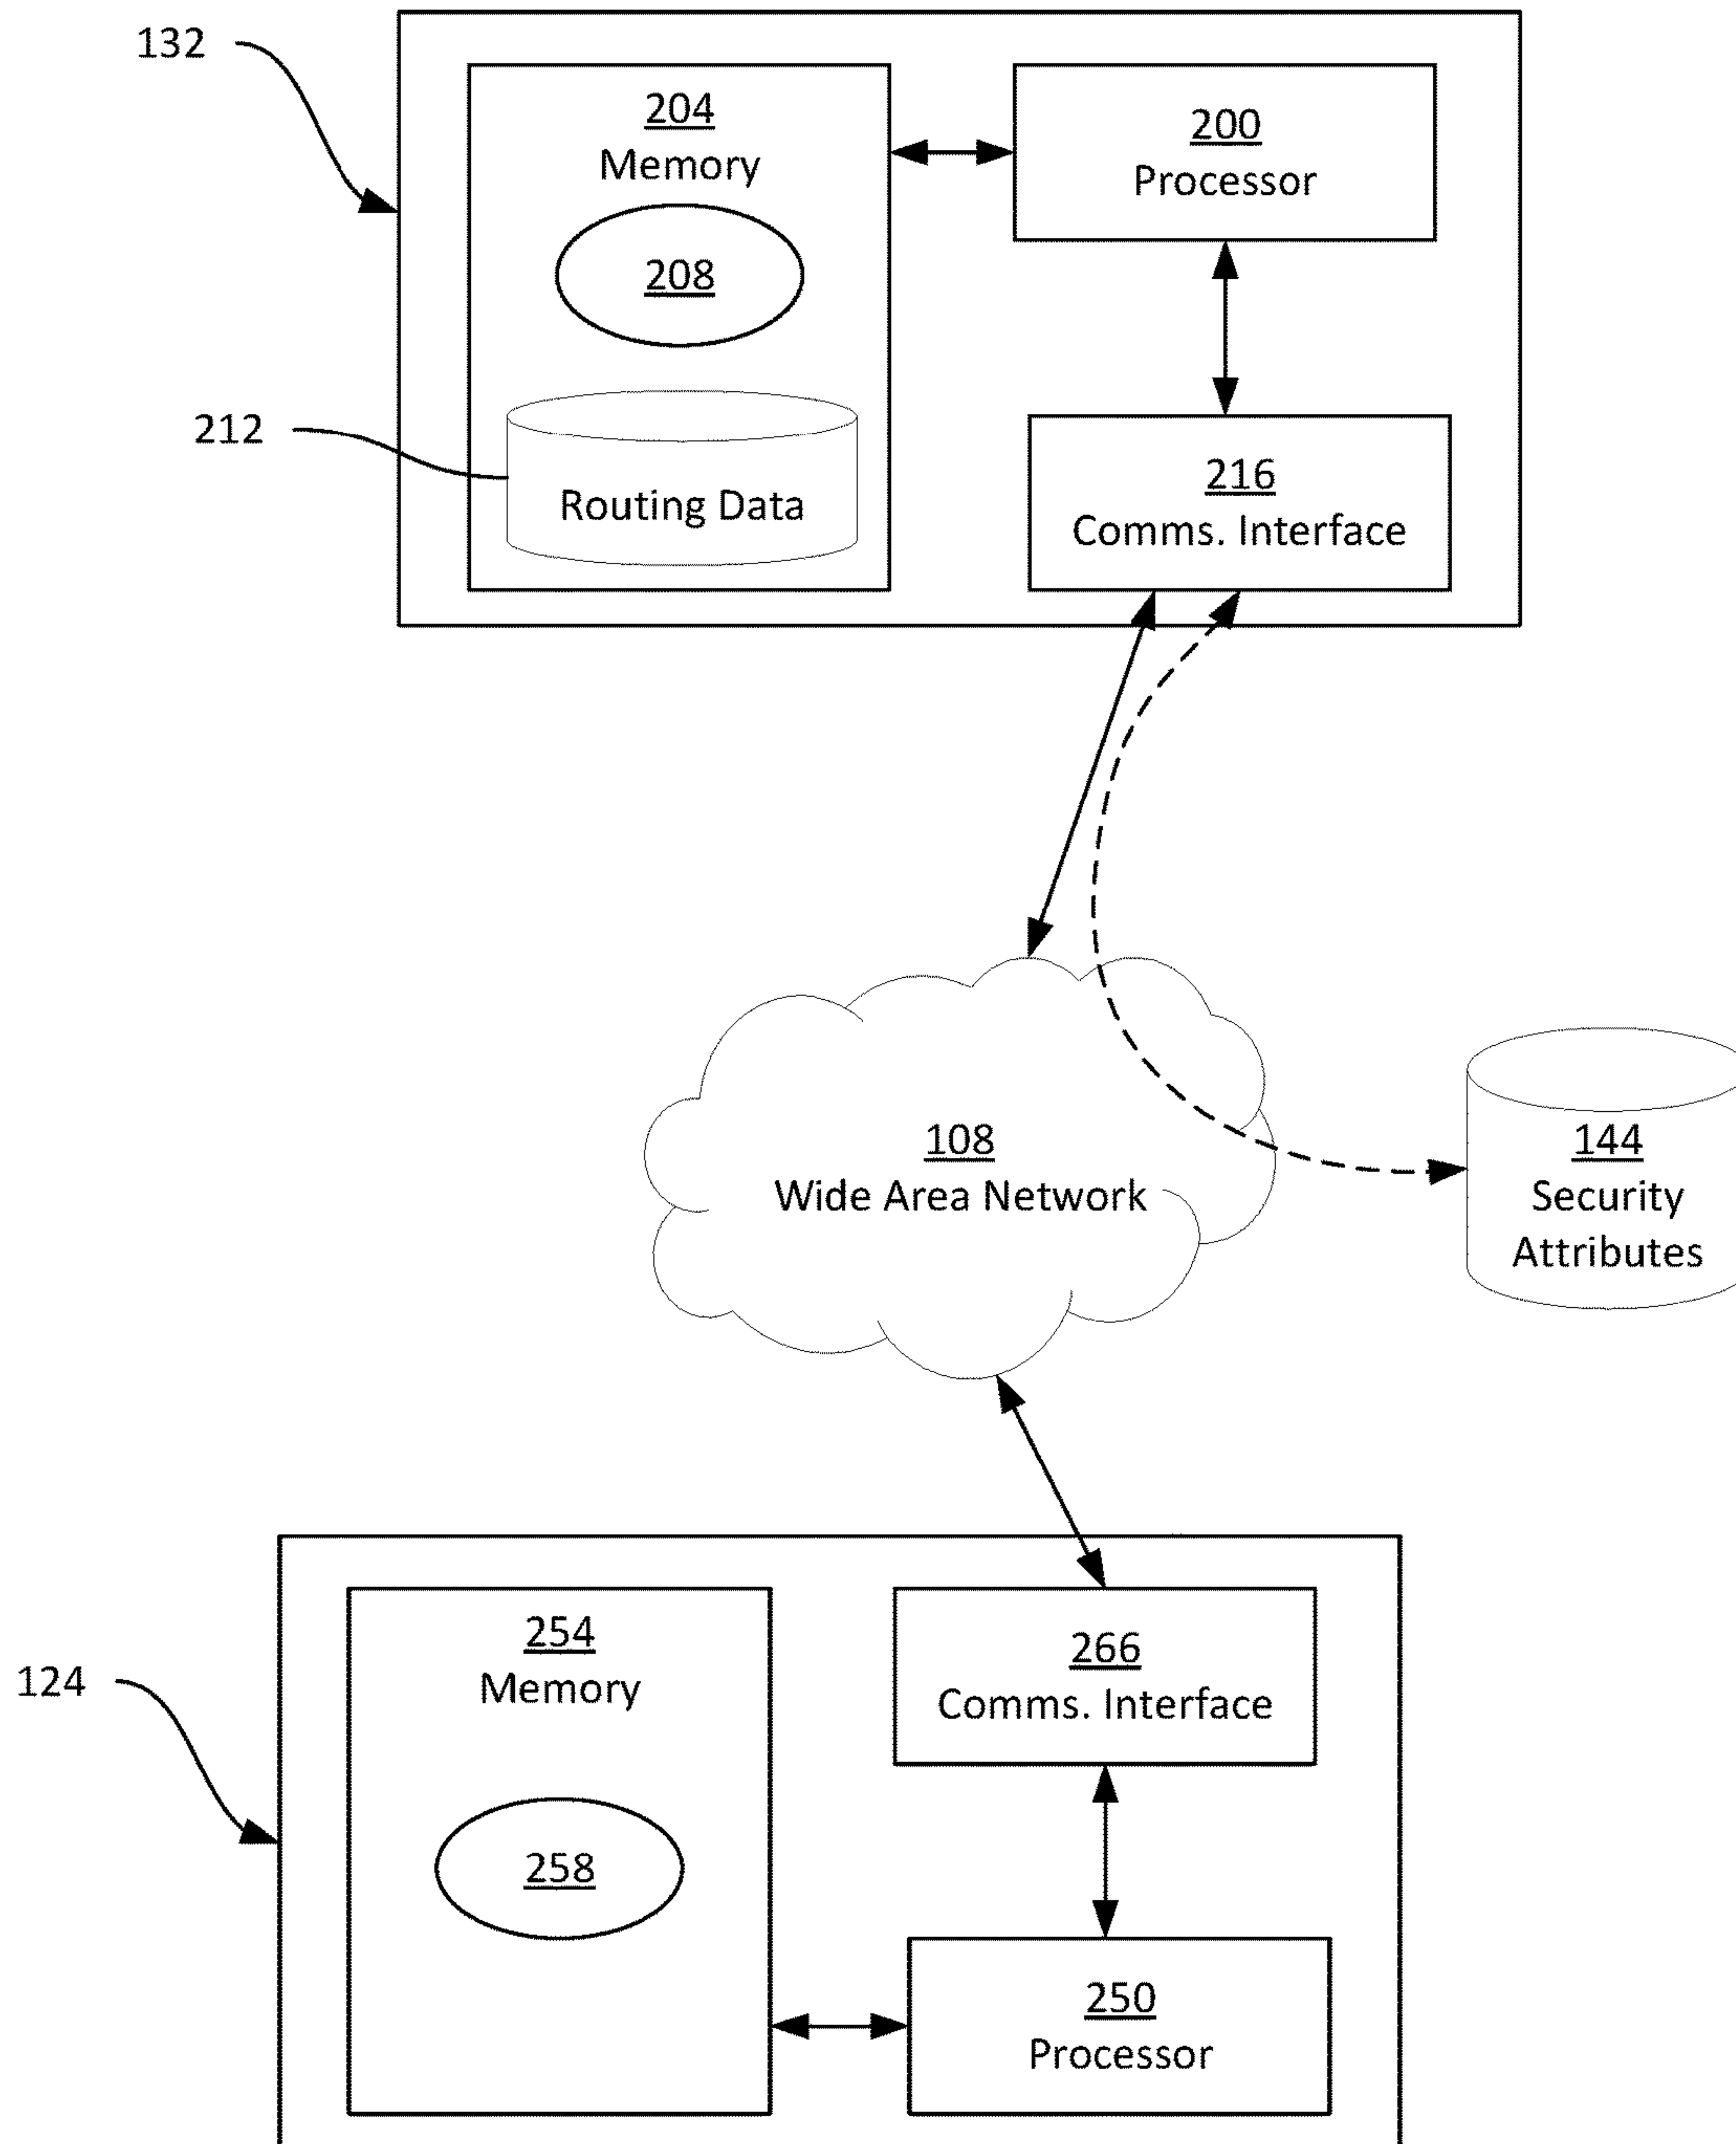 132
204
Memory
200
Processor
208
212
Routing Data
216
Comms. Interface
108
Wide Area Network
144
Security
Attributes
124
254
Memory
266
Comms. Interface
258
250
Processor